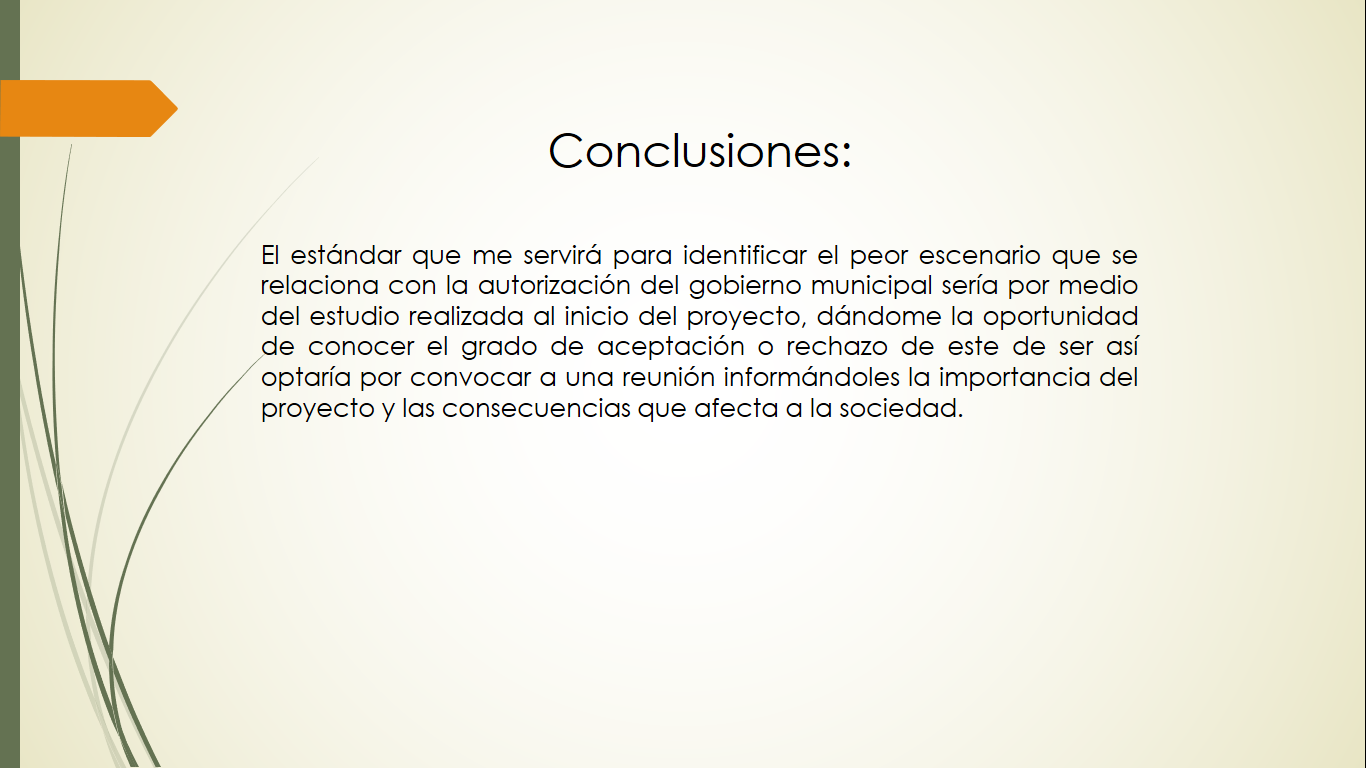 Conclusiones:
El estándar que me servirá para identificar el peor escenario que se
relaciona con la autorización del gobierno municipal sería por medio
del estudio realizada al inicio del proyecto, dándome la oportunidad
de conocer el grado de aceptación o rechazo de este de ser así
optaría por convocar a una reunión informándoles la importancia del
proyecto y las consecuencias que afecta a la sociedad.